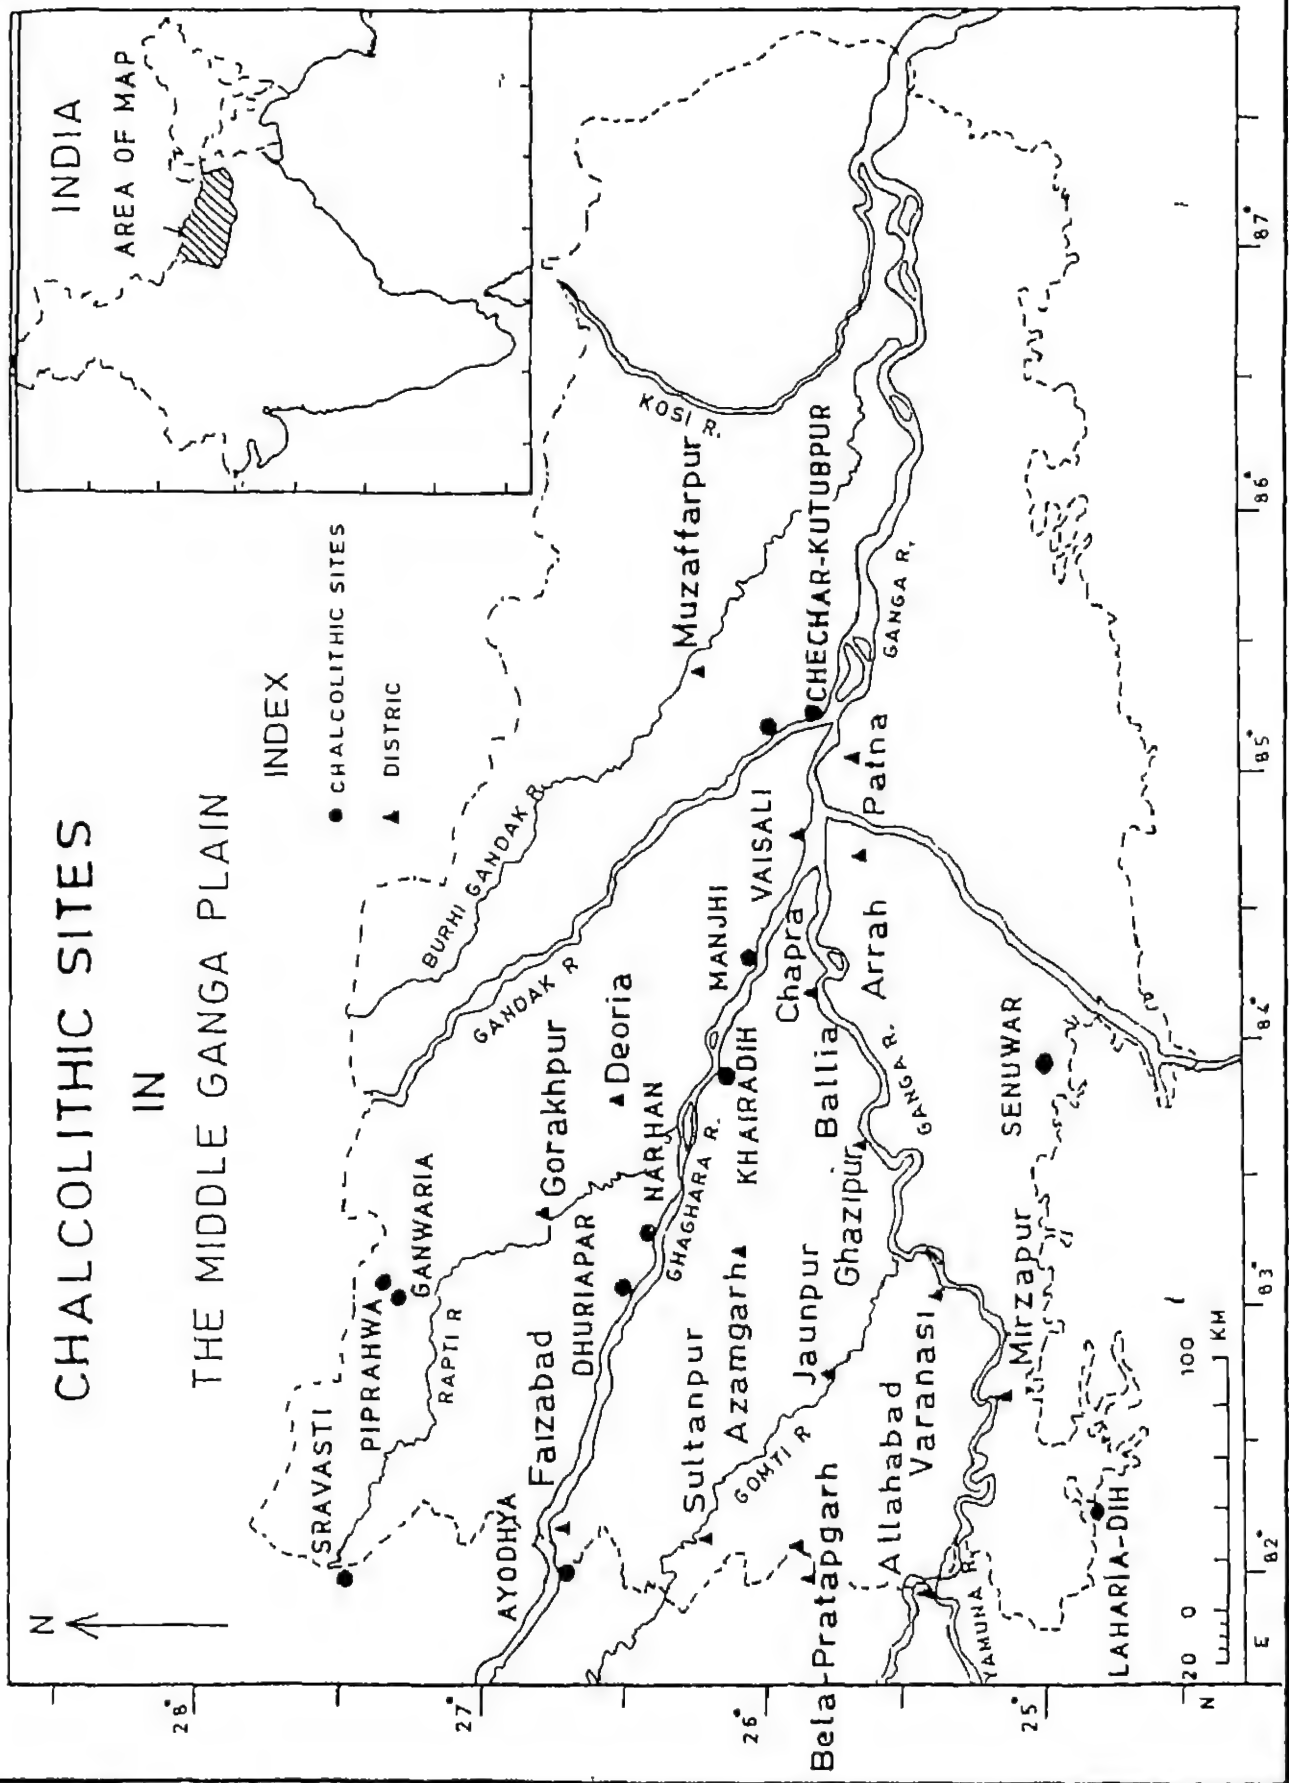 CHALCOLITHIC SITES
IN
THE MIDDLE GANGA PLAIN
N
INDIA
AREA OF MAP
INDEX
CHALCOLITHIC SITES
DISTRIC
28°
27°
26°
25°
N
SRAVASTI
PIPRAHWA
GANWARIA
RAPTI R
BURHI GANDAK R.
GANDAK R
Gorakhpur
Deoria
AYODHYA
Faizabad
DHURIAPAR
NARHAN
GHAGHARA R.
KHAIRADIH
MANJHI
VAISALI
Muzaffarpur
KOSI R.
CHECHAR-KUTUBPUR
GANGA R.
Patna
Arrah
Chapra
Ballia
GANGA R.
Ghazipur
Sultanpur
Azamgarh
Jaunpur
GOMTI R
Bela-Pratapgarh
Allahabad
Varanasi
Mirzapur
YAMUNA R.
SENUWAR
LAHARIA-DIH
20 0 100 KM
E
82°
83°
84°
85°
86°
87°